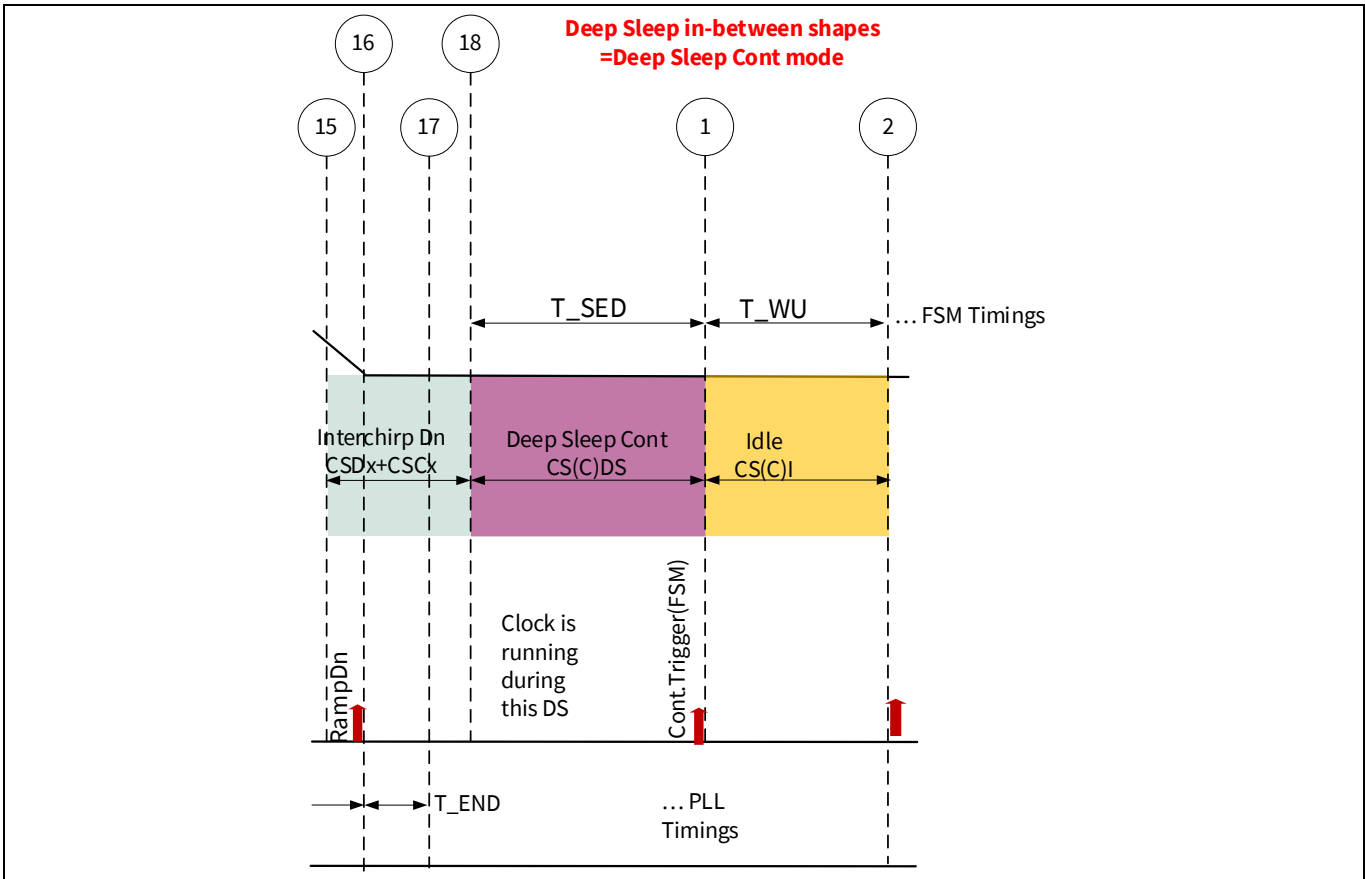 Deep Sleep in-between shapes
=Deep Sleep Cont mode
16
18
15
17
1
2
T_SED
T_WU
... FSM Timings
Interchirp Dn
CSDx+CSCx
Deep Sleep Cont
CS(C)DS
Idle
CS(C)I
RampDn
Clock is
running
during
this DS
Cont.Trigger(FSM)
T_END
... PLL
Timings